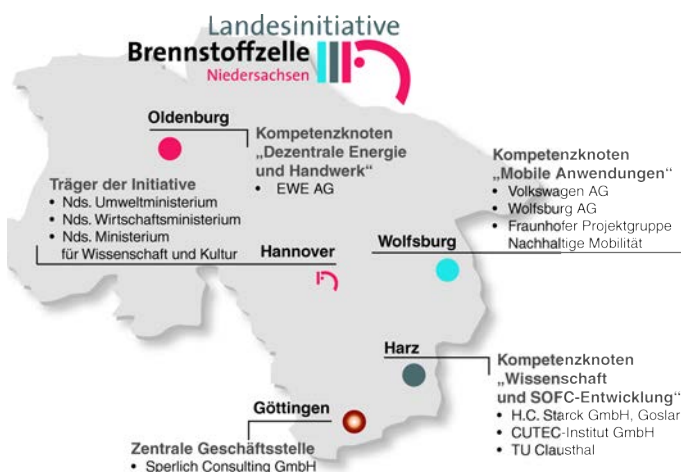 Landesinitiative
Brennstoffzelle
Niedersachsen
Oldenburg
Kompetenzknoten
„Dezentrale Energie
und Handwerk“
• EWE AG
Träger der Initiative
• Nds. Umweltministerium
• Nds. Wirtschaftsministerium
• Nds. Ministerium
für Wissenschaft und Kultur
Hannover
Wolfsburg
Kompetenzknoten
„Mobile Anwendungen“
• Volkswagen AG
• Wolfsburg AG
• Fraunhofer Projektgruppe
Nachhaltige Mobilität
Harz
Kompetenzknoten
„Wissenschaft
und SOFC-Entwicklung“
• H.C. Starck GmbH, Goslar
• CUTEC-Institut GmbH
• TU Clausthal
Göttingen
Zentrale Geschäftsstelle
• Sperlich Consulting GmbH